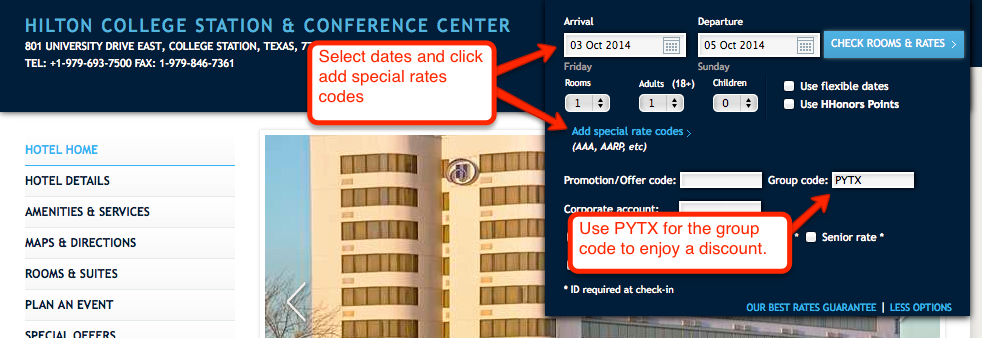 HILTON COLLEGE STATION & CONFERENCE CENTER
801 UNIVERSITY DRIVE EAST, COLLEGE STATION, TEXAS,
TEL: +1-979-693-7500 FAX: 1-979-846-7361
Select dates and click
add special rates
codes
Arrival
Departure
03 Oct 2014
05 Oct 2014
CHECK ROOMS & RATES
Friday
Sunday
Rooms
Adults (18+)
Children
1
1
0
Use flexible dates
Use HHonors Points
Add special rate codes
(AAA, AARP, etc)
Promotion/Offer code:
Group code:
PYTX
Corporate account:
Use PYTX for the group
code to enjoy a discount.
* Senior rate *
* ID required at check-in
OUR BEST RATES GUARANTEE | LESS OPTIONS
HOTEL HOME
HOTEL DETAILS
AMENITIES & SERVICES
MAPS & DIRECTIONS
ROOMS & SUITES
PLAN AN EVENT
SPECIAL OFFERS